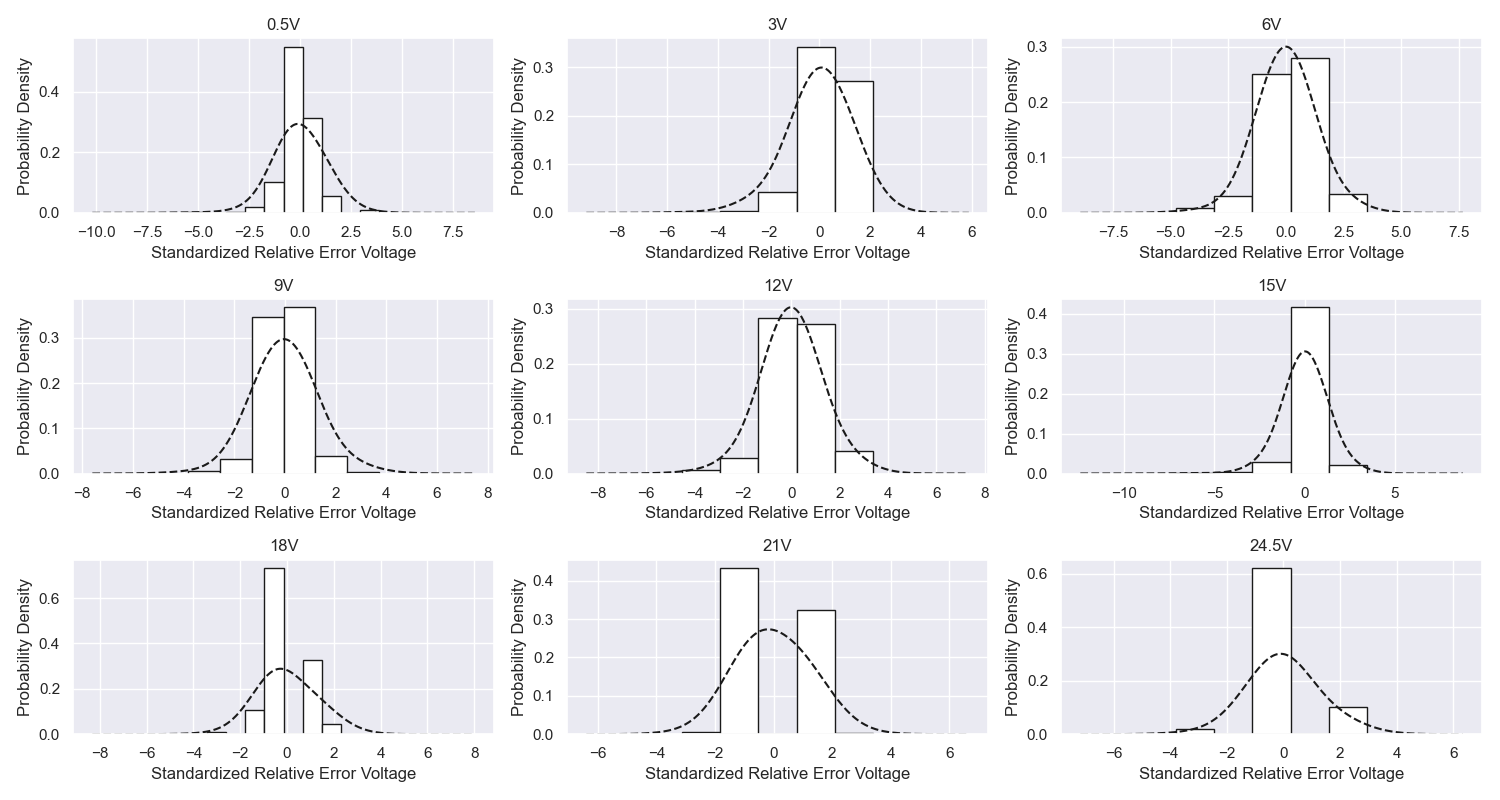 0.5V
Probability Density
0.4
0.2
0.0
−10.0 −7.5 −5.0 −2.5 0.0 2.5 5.0 7.5
Standardized Relative Error Voltage
3V
Probability Density
0.3
0.2
0.1
0.0
−8 −6 −4 −2 0 2 4 6
Standardized Relative Error Voltage
6V
Probability Density
0.3
0.2
0.1
0.0
−7.5 −5.0 −2.5 0.0 2.5 5.0 7.5
Standardized Relative Error Voltage
9V
Probability Density
0.3
0.2
0.1
0.0
−8 −6 −4 −2 0 2 4 6 8
Standardized Relative Error Voltage
12V
Probability Density
0.3
0.2
0.1
0.0
−8 −6 −4 −2 0 2 4 6 8
Standardized Relative Error Voltage
15V
Probability Density
0.4
0.3
0.2
0.1
0.0
−10 −5 0 5
Standardized Relative Error Voltage
18V
Probability Density
0.6
0.4
0.2
0.0
−8 −6 −4 −2 0 2 4 6 8
Standardized Relative Error Voltage
21V
Probability Density
0.4
0.3
0.2
0.1
0.0
−6 −4 −2 0 2 4 6
Standardized Relative Error Voltage
24.5V
Probability Density
0.6
0.4
0.2
0.0
−6 −4 −2 0 2 4 6
Standardized Relative Error Voltage